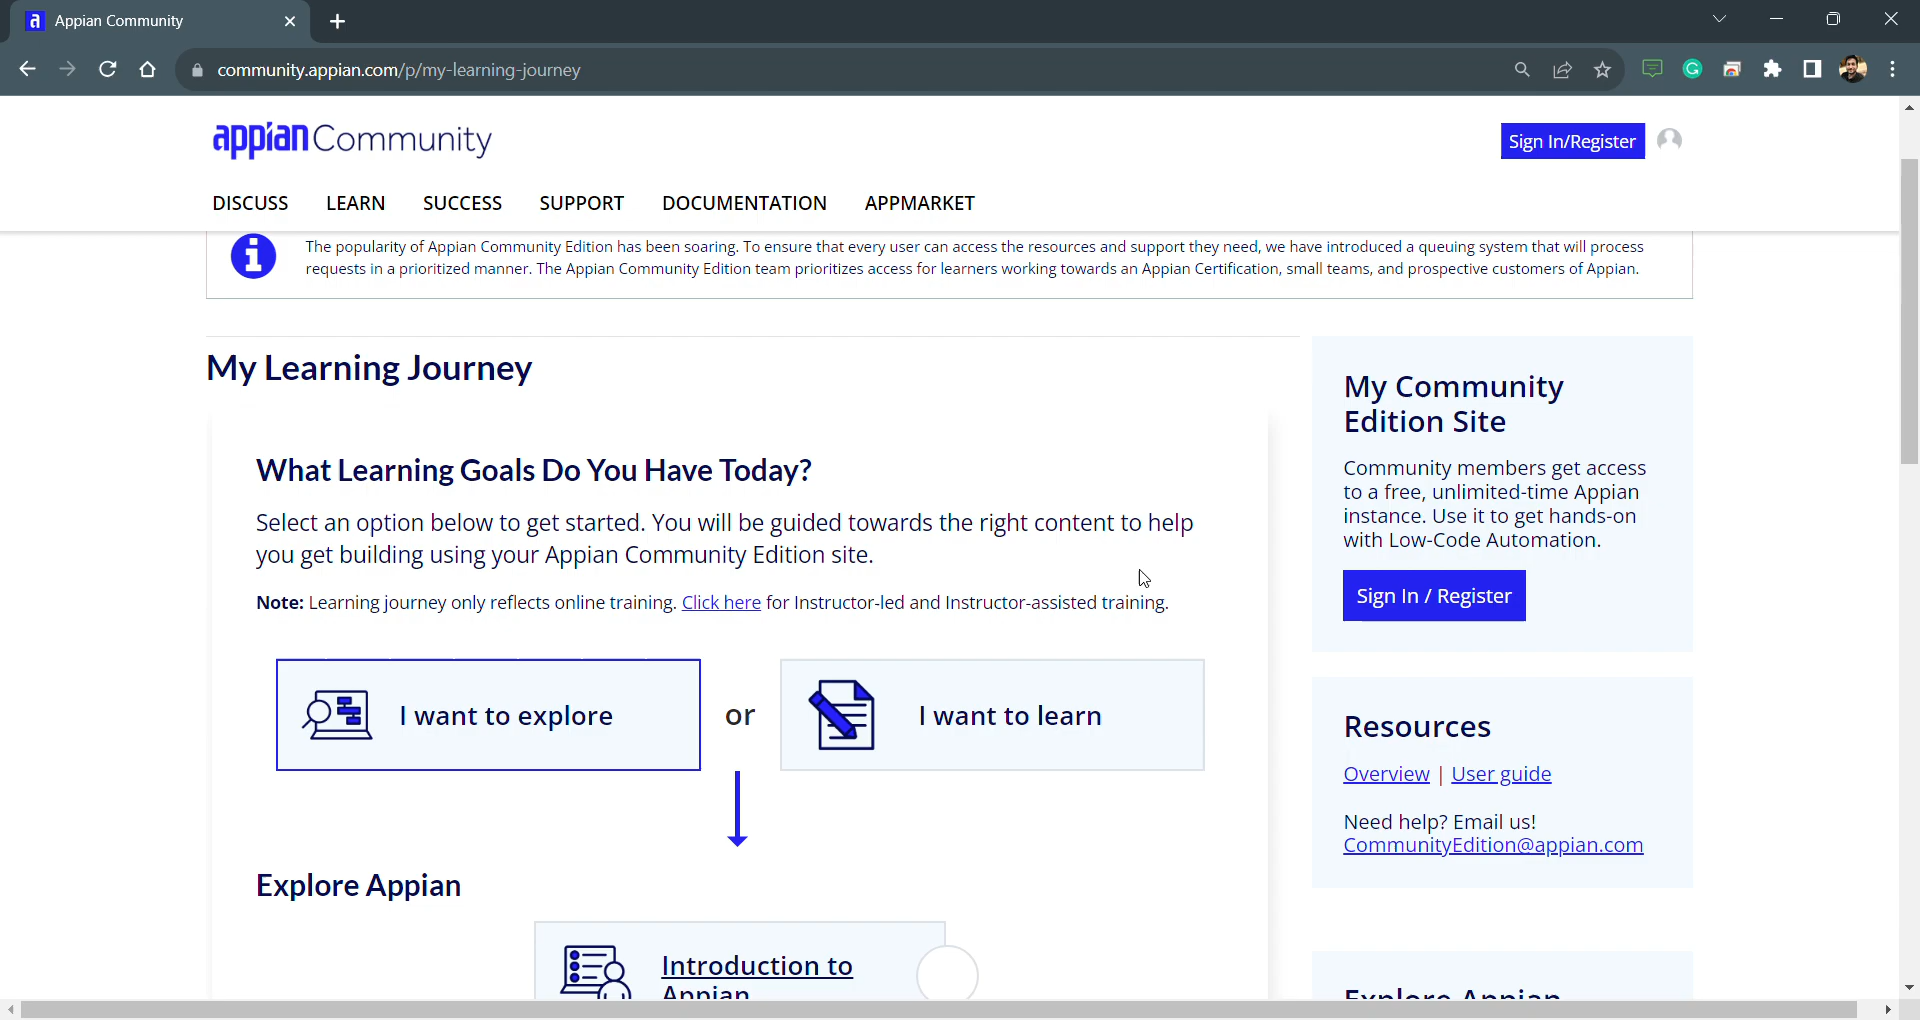 Appian Community
community.appian.com/p/my-learning-journey
appian Community
Sign In/Register
DISCUSS LEARN SUCCESS SUPPORT DOCUMENTATION APPMARKET
The popularity of Appian Community Edition has been soaring. To ensure that every user can access the resources and support they need, we have introduced a queuing system that will process
requests in a prioritized manner. The Appian Community Edition team prioritizes access for learners working towards an Appian Certification, small teams, and prospective customers of Appian.
My Learning Journey
What Learning Goals Do You Have Today?
Select an option below to get started. You will be guided towards the right content to help
you get building using your Appian Community Edition site.
Note: Learning journey only reflects online training. Click here for Instructor-led and Instructor-assisted training.
I want to explore
or
I want to learn
Explore Appian
Introduction to
Appian
My Community
Edition Site
Community members get access
to a free, unlimited-time Appian
instance. Use it to get hands-on
with Low-Code Automation.
Sign In / Register
Resources
Overview | User guide
Need help? Email us!
CommunityEdition@appian.com
Explore Appian